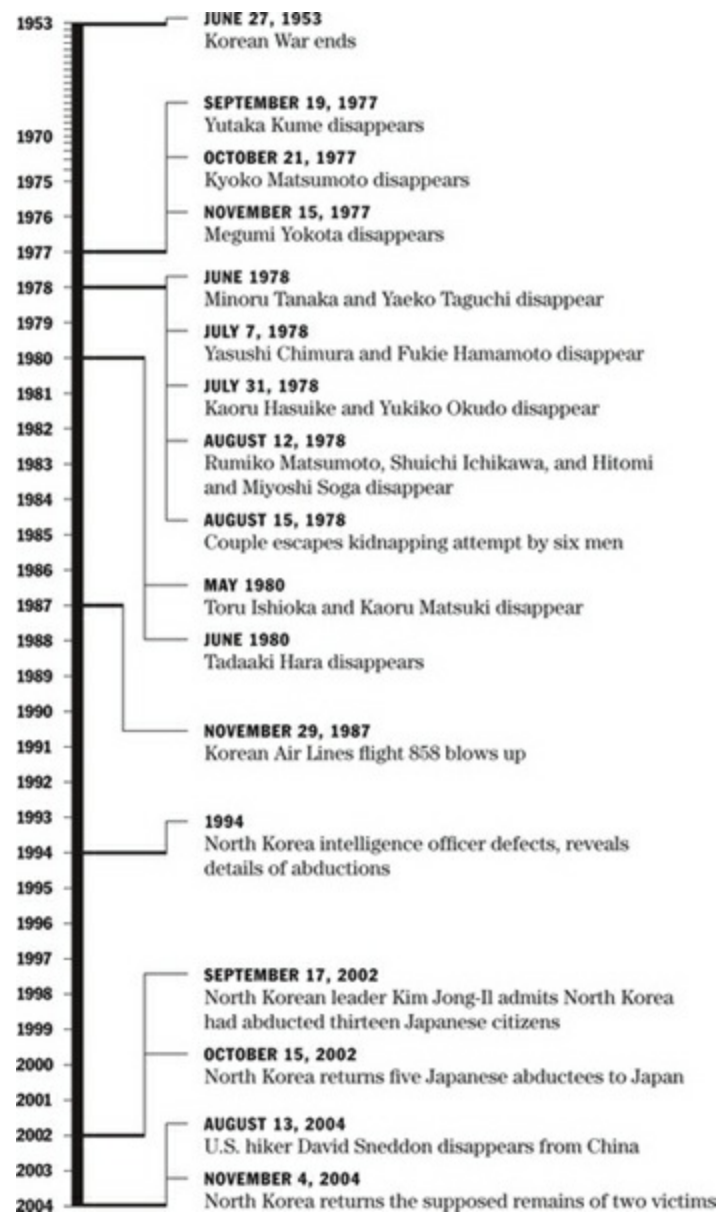 1953
JUNE 27, 1953
Korean War ends
SEPTEMBER 19, 1977
Yutaka Kume disappears
1970
OCTOBER 21, 1977
1975
Kyoko Matsumoto disappears
1976
NOVEMBER 15, 1977
Megumi Yokota disappears
1977
JUNE 1978
1978
Minoru Tanaka and Yaeko Taguchi disappear
1979
JULY 7, 1978
Yasushi Chimura and Fukie Hamamoto disappear
1980
JULY 31, 1978
1981
Kaoru Hasuike and Yukiko Okudo disappear
1982
AUGUST 12, 1978
1983
Rumiko Matsumoto, Shuichi Ichikawa, and Hitomi
and Miyoshi Soga disappear
1984
AUGUST 15, 1978
1985
Couple escapes kidnapping attempt by six men
1986
MAY 1980
1987
Toru Ishioka and Kaoru Matsuki disappear
1988
JUNE 1980
Tadaaki Hara disappears
1989
1990
NOVEMBER 29, 1987
1991
Korean Air Lines flight 858 blows up
1992
1993
1994
North Korea intelligence officer defects, reveals
1994
details of abductions
1995
1996
1997
SEPTEMBER 17, 2002
1998
North Korean leader Kim Jong-Il admits North Korea
had abducted thirteen Japanese citizens
1999
OCTOBER 15, 2002
2000
North Korea returns five Japanese abductees to Japan
2001
AUGUST 13, 2004
2002
U.S. hiker David Sneddon disappears from China
2003
NOVEMBER 4, 2004
2004
North Korea returns the supposed remains of two victims